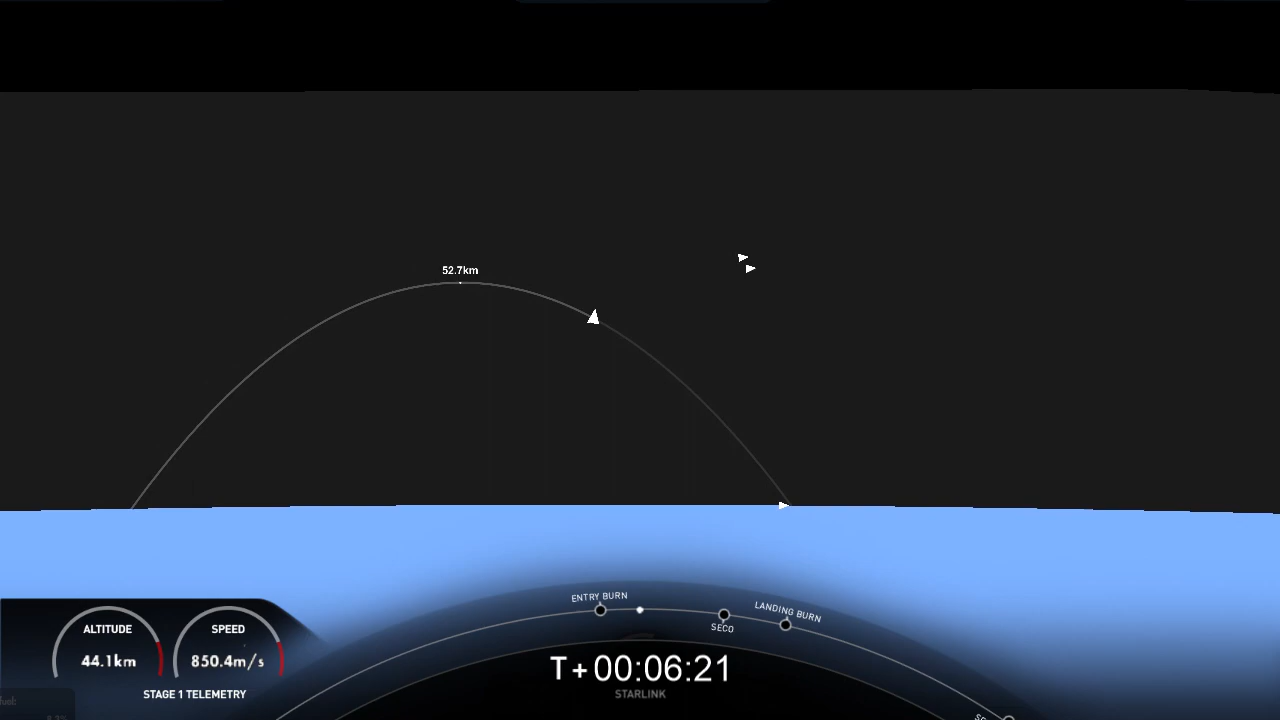 52.7km
ENTRY BURN
LANDING BURN
SECO
ALTITUDE
SPEED
44.1km
850.4m/s
T+00:06:21
STAGE 1 TELEMETRY
STARLINK
fuel: